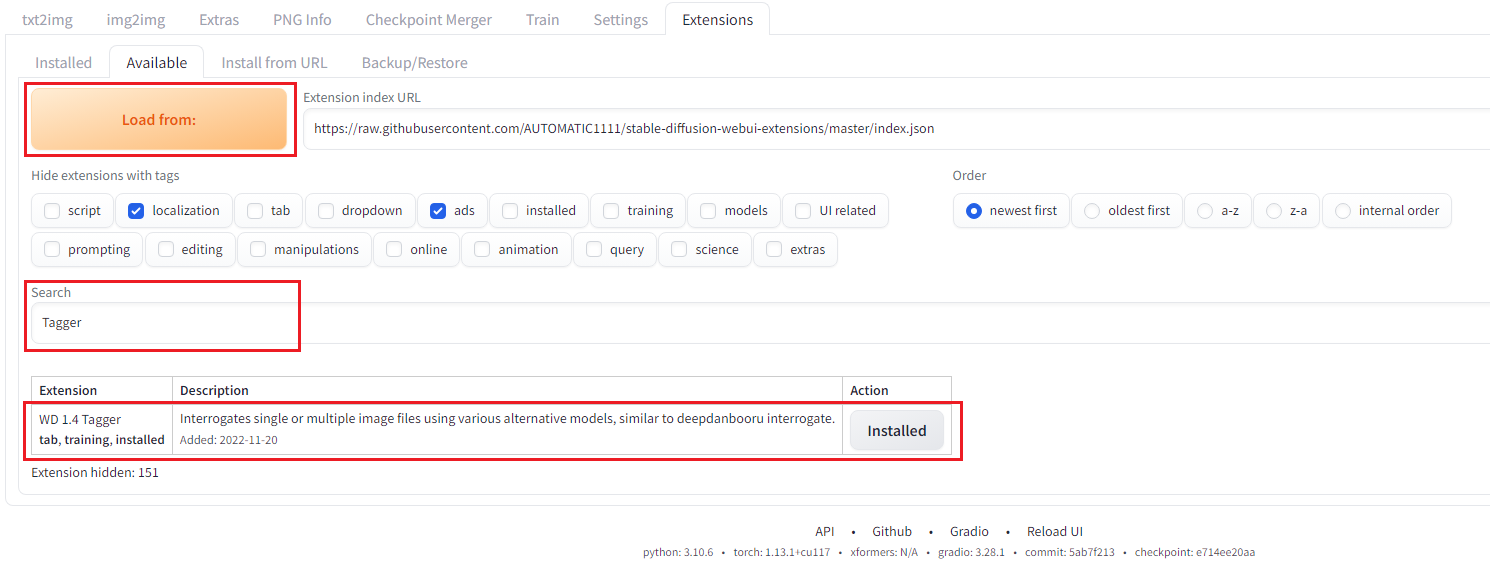 txt2img img2img Extras PNG Info Checkpoint Merger Train Settings Extensions
Installed Available Install from URL Backup/Restore
Load from:
Extension index URL
https://raw.githubusercontent.com/AUTOMATIC1111/stable-diffusion-webui-extensions/master/index.json
Hide extensions with tags
script localization tab dropdown ads installed training models UI related
prompting editing manipulations online animation query science extras
Order
newest first oldest first a-z z-a internal order
Search
Tagger
Extension Description Action
WD 1.4 Tagger
tab, training, installed
Interrogates single or multiple image files using various alternative models, similar to deepdanbooru interrogate.
Added: 2022-11-20
Installed
Extension hidden: 151
API • Github • Gradio • Reload UI
python: 3.10.6 • torch: 1.13.1+cu117 • xformers: N/A • gradio: 3.28.1 • commit: 5ab7f213 • checkpoint: e714ee20aa